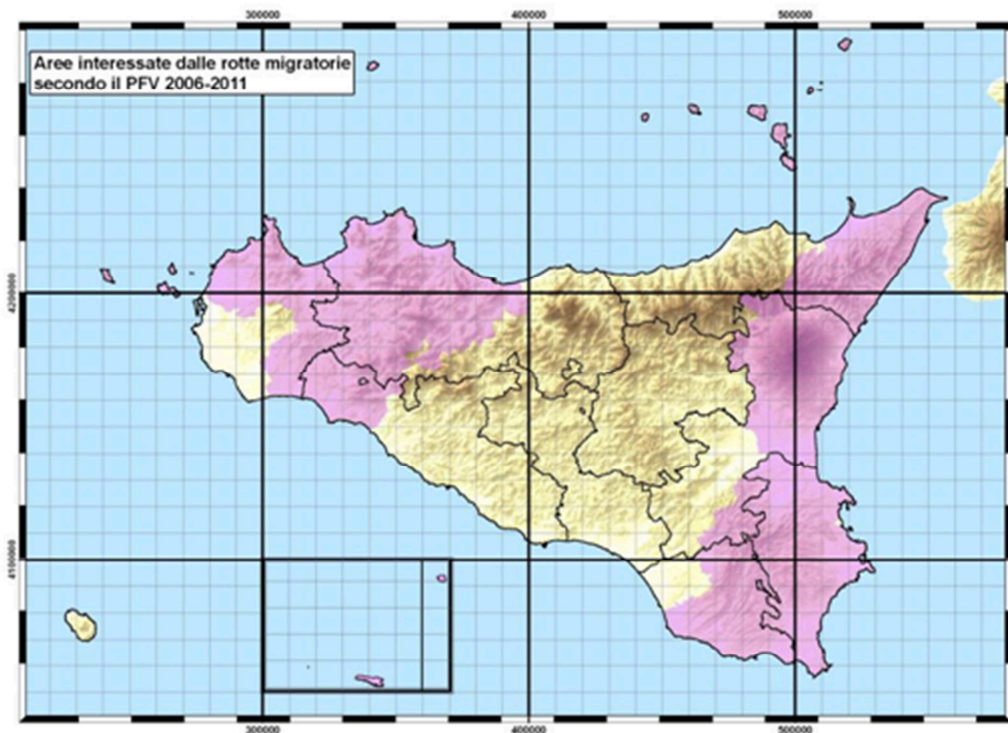 300000 400000 500000
Aree interessate dalle rotte migratorie
secondo il PFV 2006-2011
4200000
4100000
300000 400000 500000